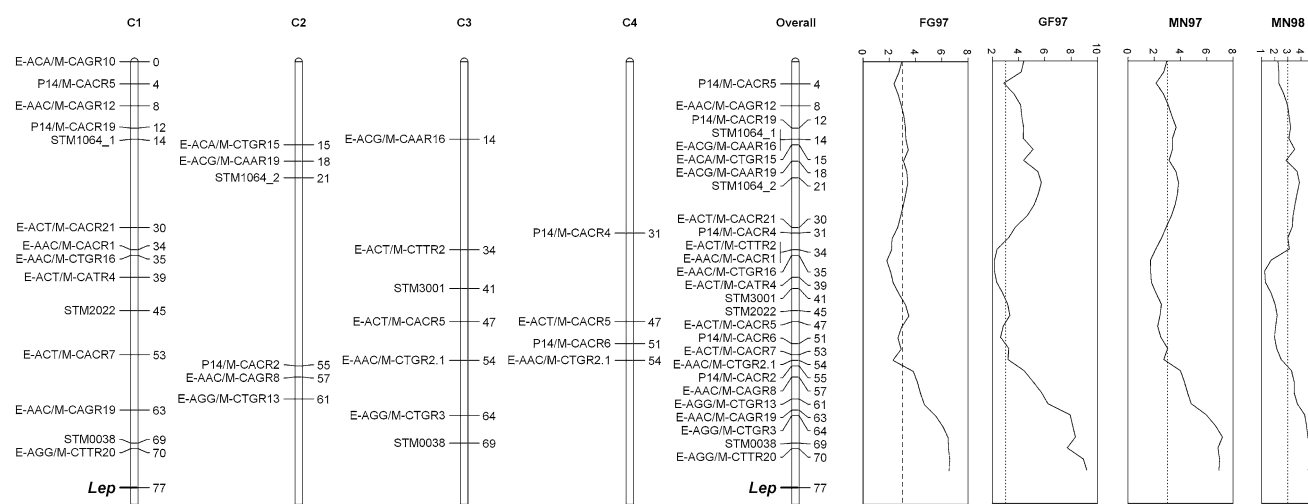 C1
C2
C3
C4
Overall
FG97
GF97
MN97
MN98
E-ACA/M-CAGR10 0
P14/M-CACR5 4
E-AAC/M-CAGR12 8
P14/M-CACR19 12
STM1064_1 14
E-ACT/M-CACR21 30
E-AAC/M-CACR1 34
E-AAC/M-CTGR16 35
E-ACT/M-CATR4 39
STM2022 45
E-ACT/M-CACR7 53
E-AAC/M-CAGR19 63
STM0038 69
E-AGG/M-CTTR20 70
Lep 77
E-ACA/M-CTGR15 15
E-ACG/M-CAAR19 18
STM1064_2 21
P14/M-CACR2 55
E-AAC/M-CAGR8 57
E-AGG/M-CTGR13 61
E-ACG/M-CAAR16 14
E-ACT/M-CTTR2 34
STM3001 41
E-ACT/M-CACR5 47
E-AAC/M-CTGR2.1 54
E-AGG/M-CTGR3 64
STM0038 69
P14/M-CACR4 31
E-ACT/M-CACR5 47
P14/M-CACR6 51
E-AAC/M-CTGR2.1 54
P14/M-CACR5 4
E-AAC/M-CAGR12 8
P14/M-CACR19 12
STM1064_1
14
E-ACG/M-CAAR16
E-ACA/M-CTGR15 15
E-ACG/M-CAAR19 18
STM1064_2 21
E-ACT/M-CACR21 30
P14/M-CACR4 31
E-ACT/M-CTTR2
34
E-AAC/M-CACR1
E-AAC/M-CTGR16 35
E-ACT/M-CATR4 39
STM3001 41
STM2022 45
E-ACT/M-CACR5 47
P14/M-CACR6 51
E-ACT/M-CACR7 53
E-AAC/M-CTGR2.1 54
P14/M-CACR2 55
E-AAC/M-CAGR8 57
E-AGG/M-CTGR13 61
E-AAC/M-CAGR19 63
E-AGG/M-CTGR3 64
STM0038 69
E-AGG/M-CTTR20 70
Lep 77
0 2 4 6 8
2 4 6 8 10
0 2 4 6 8
1 2 3 4